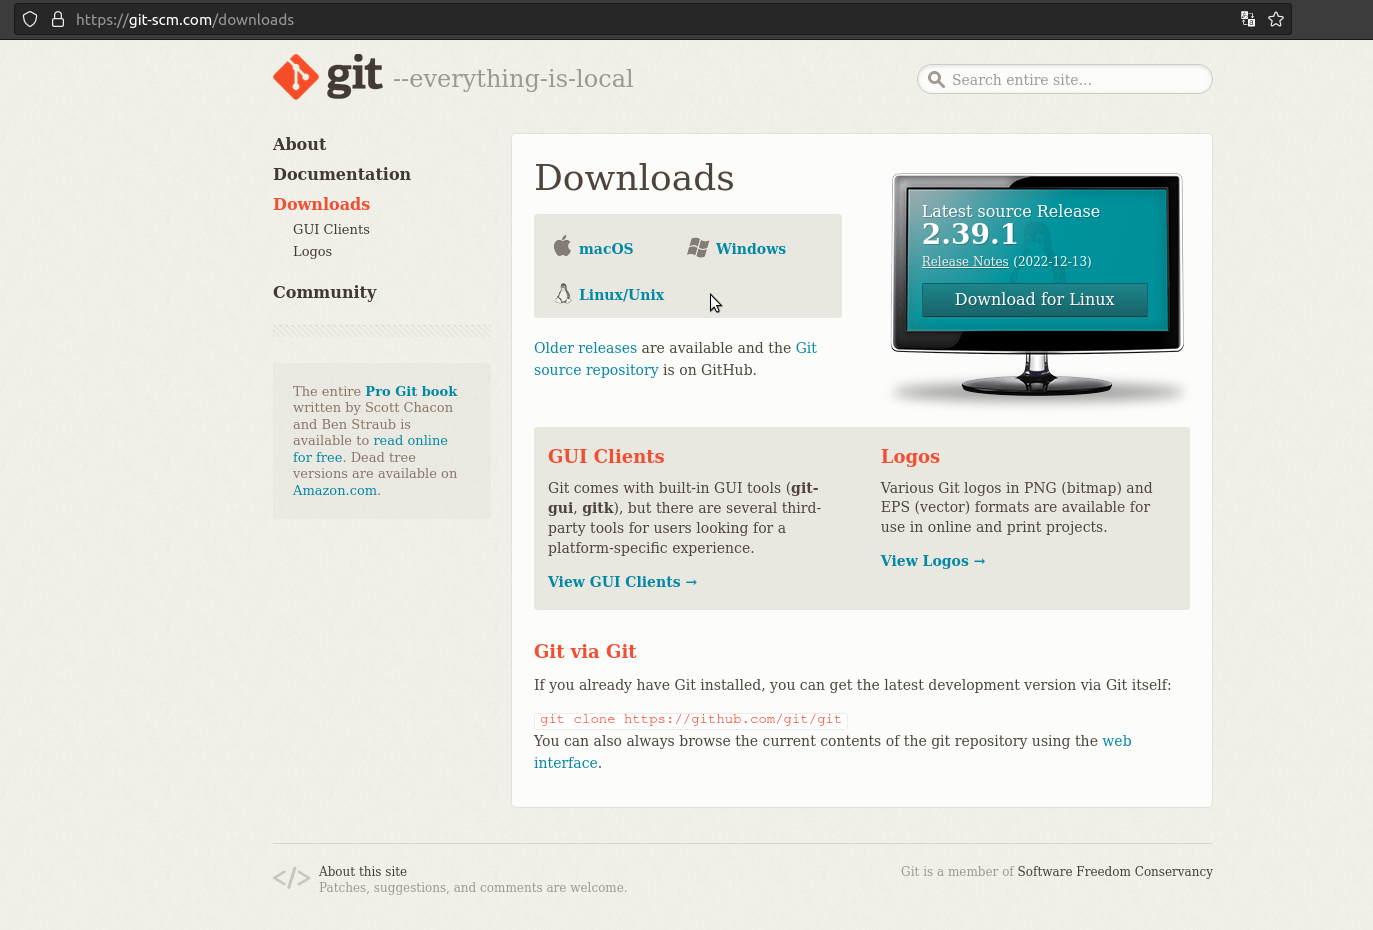 https://git-scm.com/downloads
git --everything-is-local
Search entire site...
About
Documentation
Downloads
GUI Clients
Logos
Community
The entire Pro Git book
written by Scott Chacon
and Ben Straub is
available to read online
for free. Dead tree
versions are available on
Amazon.com.
Downloads
macOS
Windows
Linux/Unix
Older releases are available and the Git
source repository is on GitHub.
Latest source Release
2.39.1
Release Notes (2022-12-13)
Download for Linux
GUI Clients
Git comes with built-in GUI tools (git-
gui, gitk), but there are several third-
party tools for users looking for a
platform-specific experience.
View GUI Clients →
Logos
Various Git logos in PNG (bitmap) and
EPS (vector) formats are available for
use in online and print projects.
View Logos →
Git via Git
If you already have Git installed, you can get the latest development version via Git itself:
git clone https://github.com/git/git
You can also always browse the current contents of the git repository using the web
interface.
</> About this site
Patches, suggestions, and comments are welcome.
Git is a member of Software Freedom Conservancy